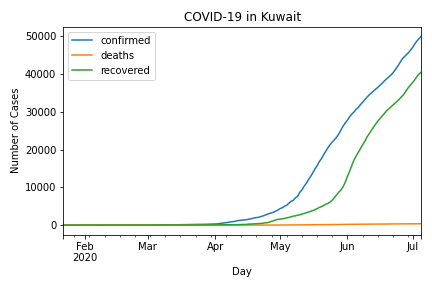 COVID-19 in Kuwait
confirmed
deaths
recovered
Number of Cases
50000
40000
30000
20000
10000
0
Feb
2020
Mar
Apr
May
Jun
Jul
Day